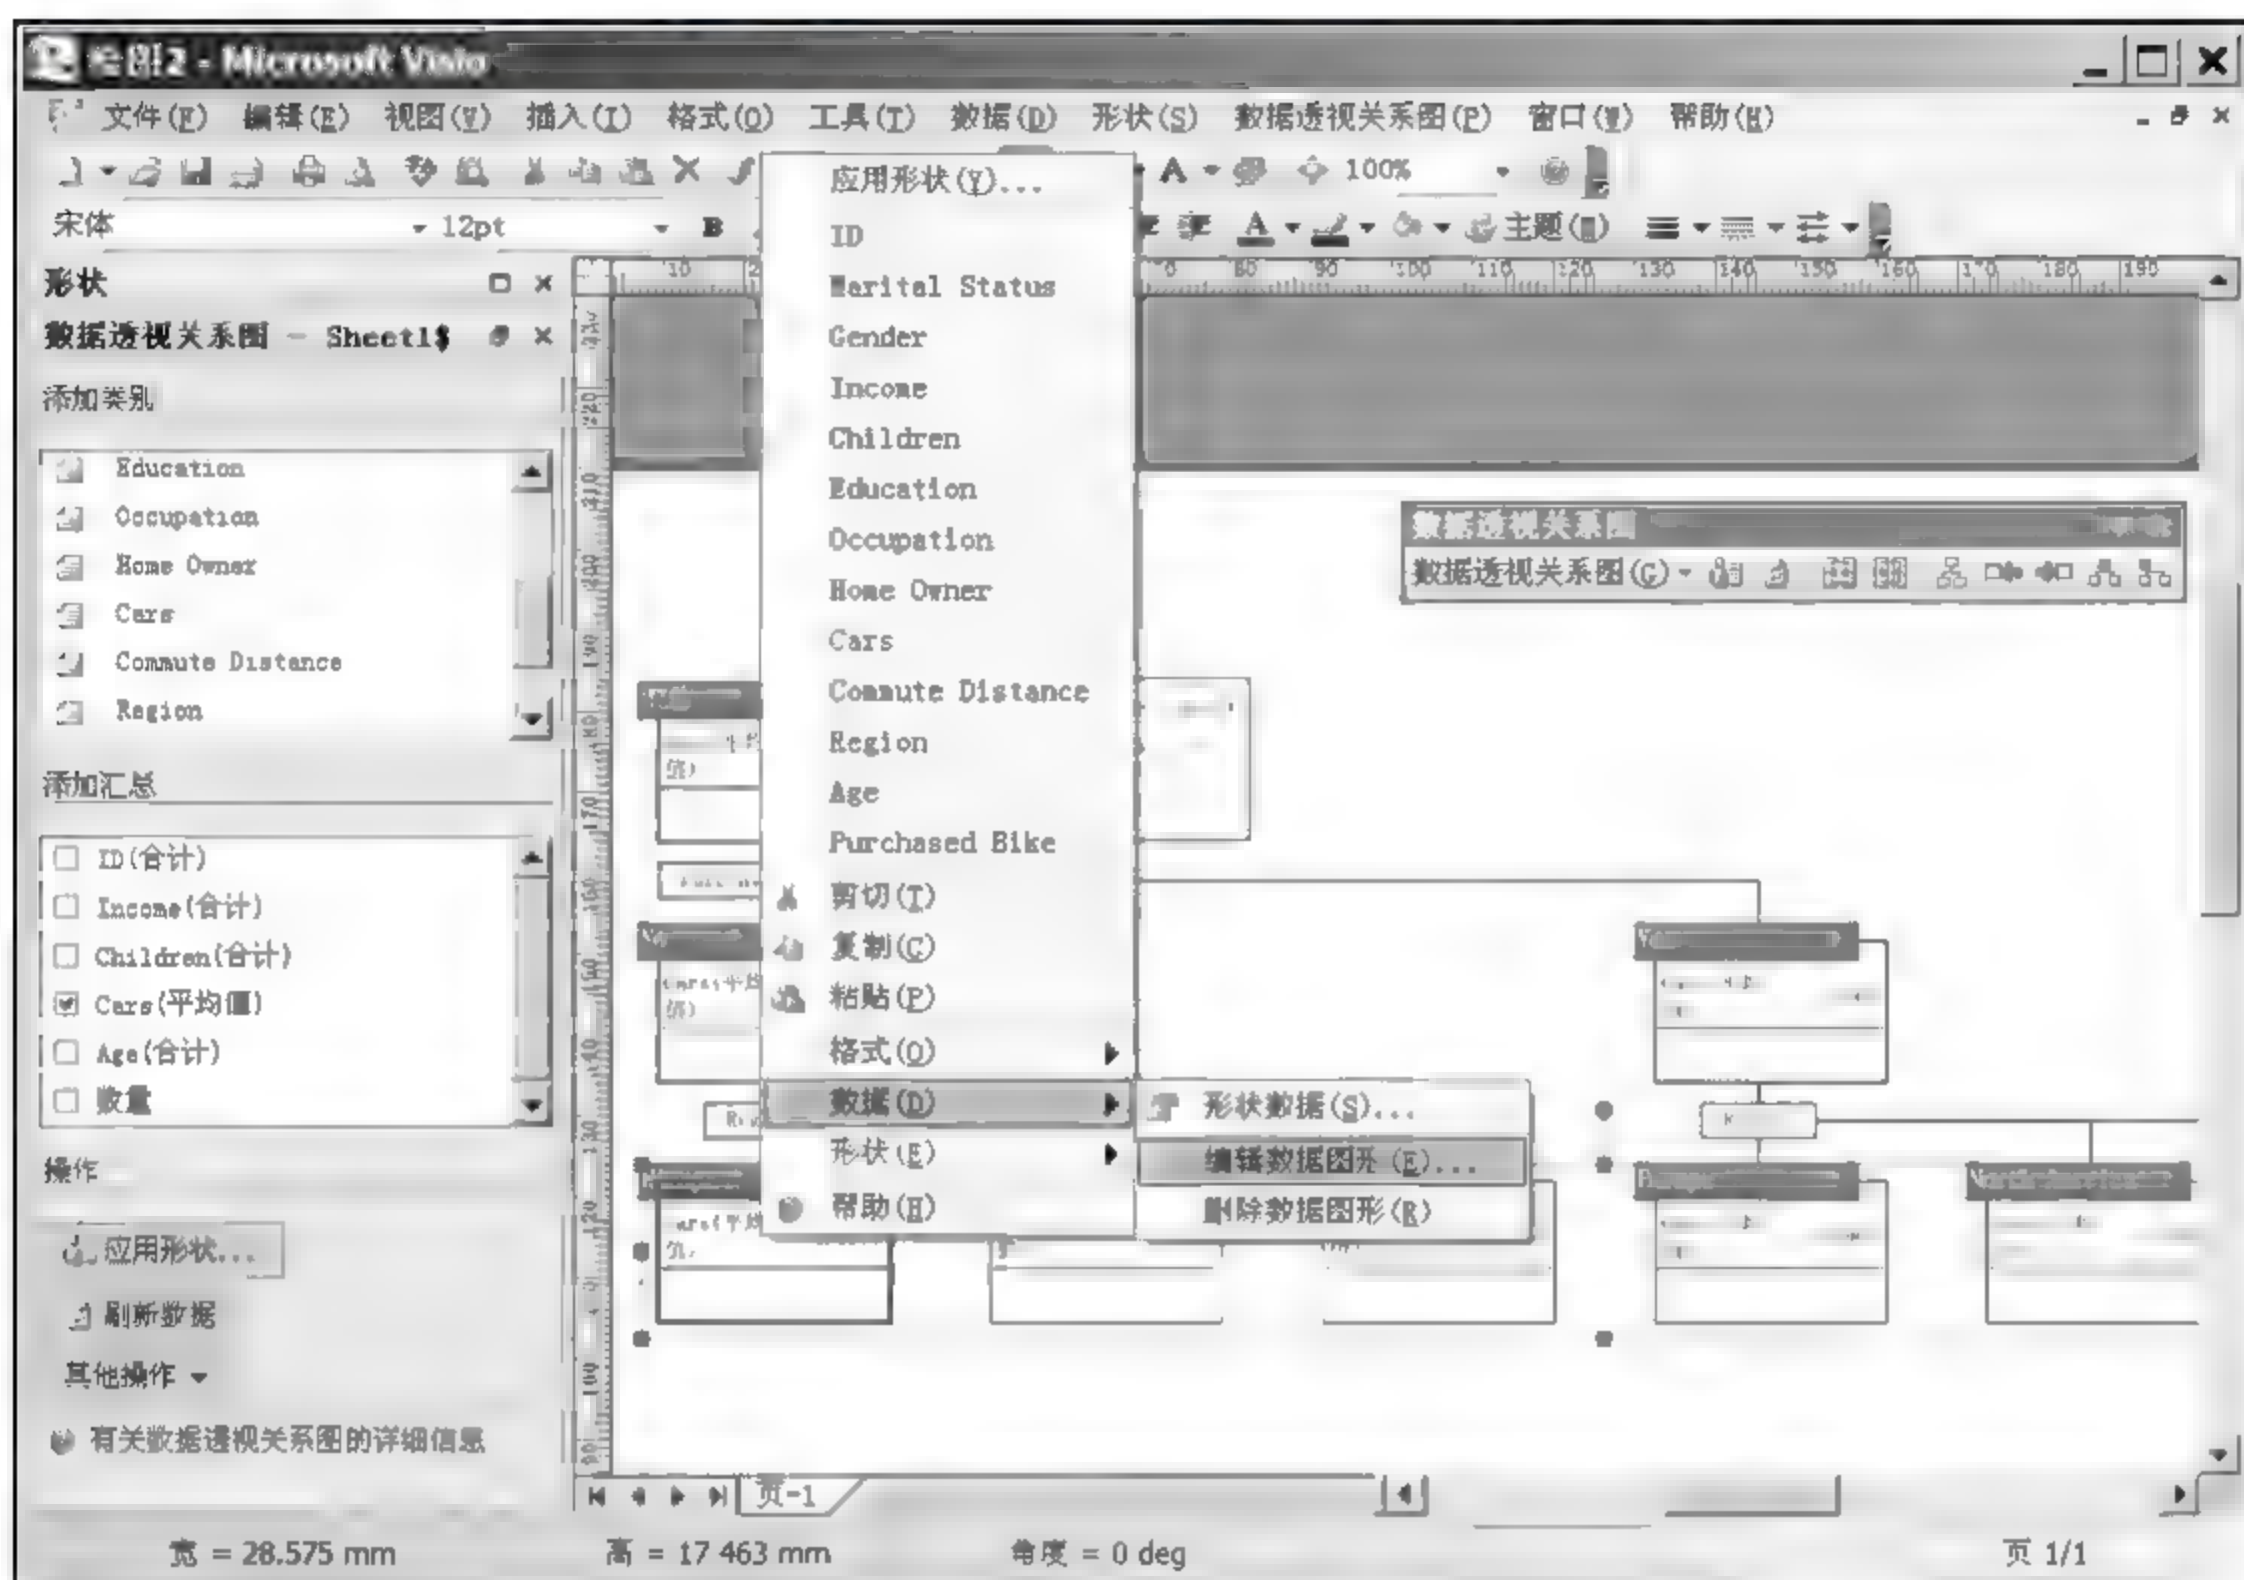 绘图2 - Microsoft Visio
文件(F) 编辑(E) 视图(V) 插入(I) 格式(O) 工具(T) 数据(D) 形状(S) 数据透视关系图(P) 窗口(W) 帮助(H)
100%
宋体 12pt B 主题
形状
数据透视关系图 - Sheet1$
添加类别
Education
Occupation
Home Owner
Cars
Commute Distance
Region
添加汇总
ID(合计)
Income(合计)
Children(合计)
Cars(平均值)
Age(合计)
数量
操作
应用形状...
刷新数据
其他操作
有关数据透视关系图的详细信息
应用形状(Y)...
ID
Marital Status
Gender
Income
Children
Education
Occupation
Home Owner
Cars
Commute Distance
Region
Age
Purchased Bike
剪切(T)
复制(C)
粘贴(P)
格式(O)
数据(D)
形状(E)
帮助(H)
形状数据(S)...
编辑数据图形(E)...
删除数据图形(R)
数据透视关系图
数据透视关系图(G)
页-1
宽 = 28.575 mm 高 = 17.463 mm 角度 = 0 deg 页 1/1